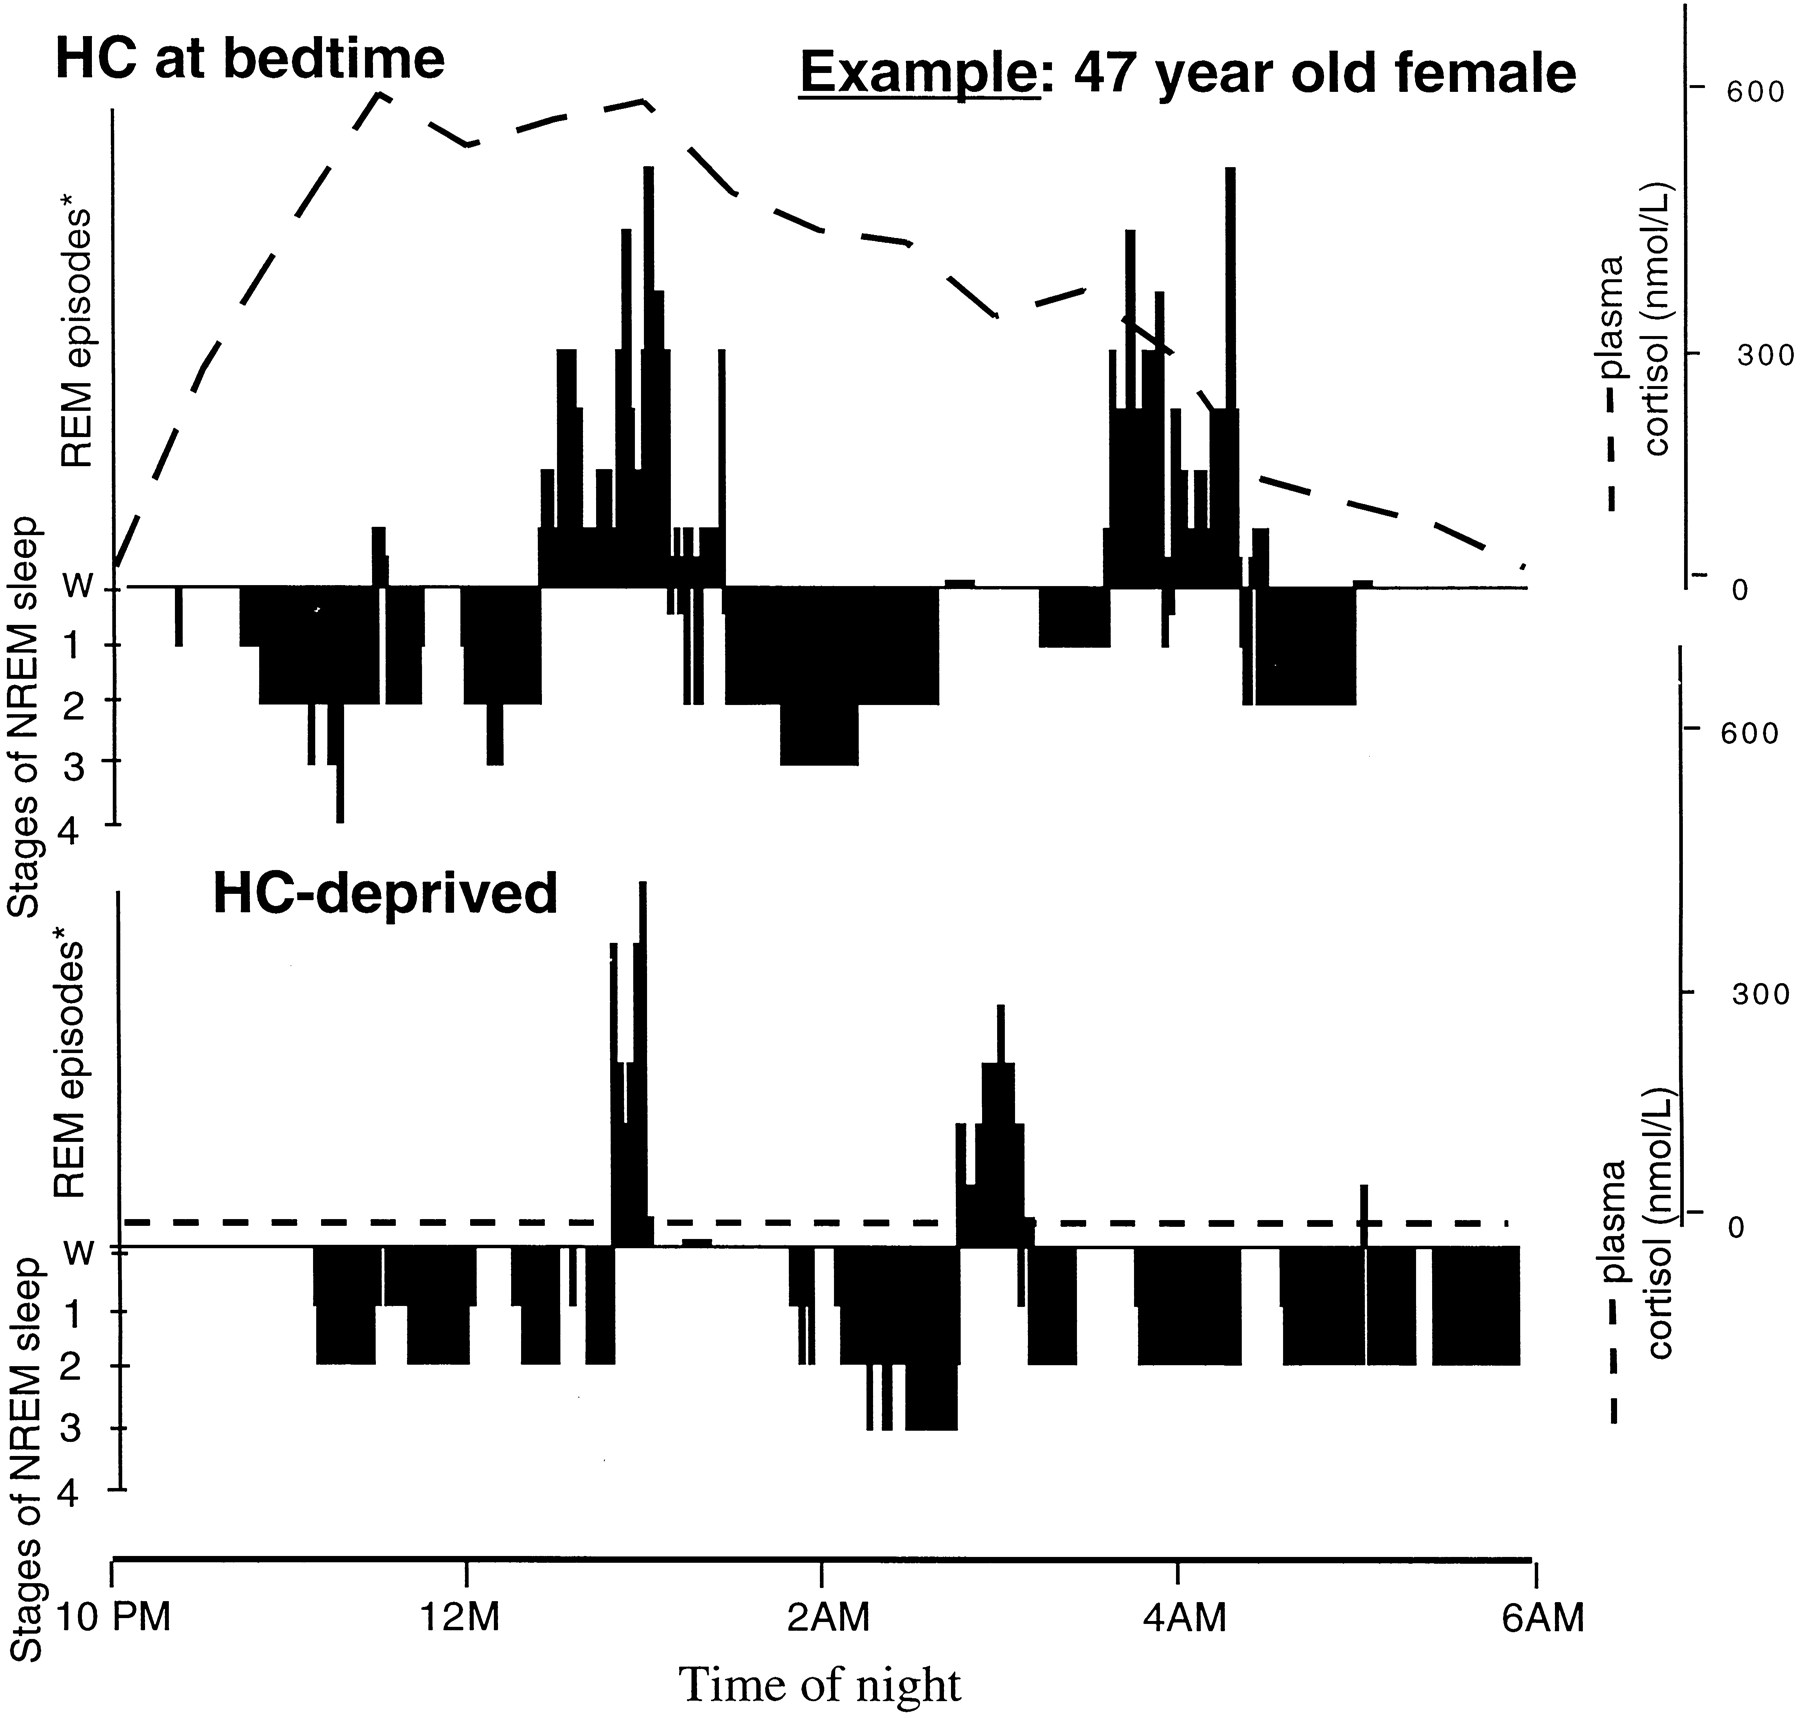 HC at bedtime
Example: 47 year old female
REM episodes*
Stages of NREM sleep
W
1
2
3
4
600
300
0
plasma
cortisol (nmol/L)
HC-deprived
REM episodes*
Stages of NREM sleep
W
1
2
3
4
600
300
0
plasma
cortisol (nmol/L)
10 PM
12M
2AM
4AM
6AM
Time of night